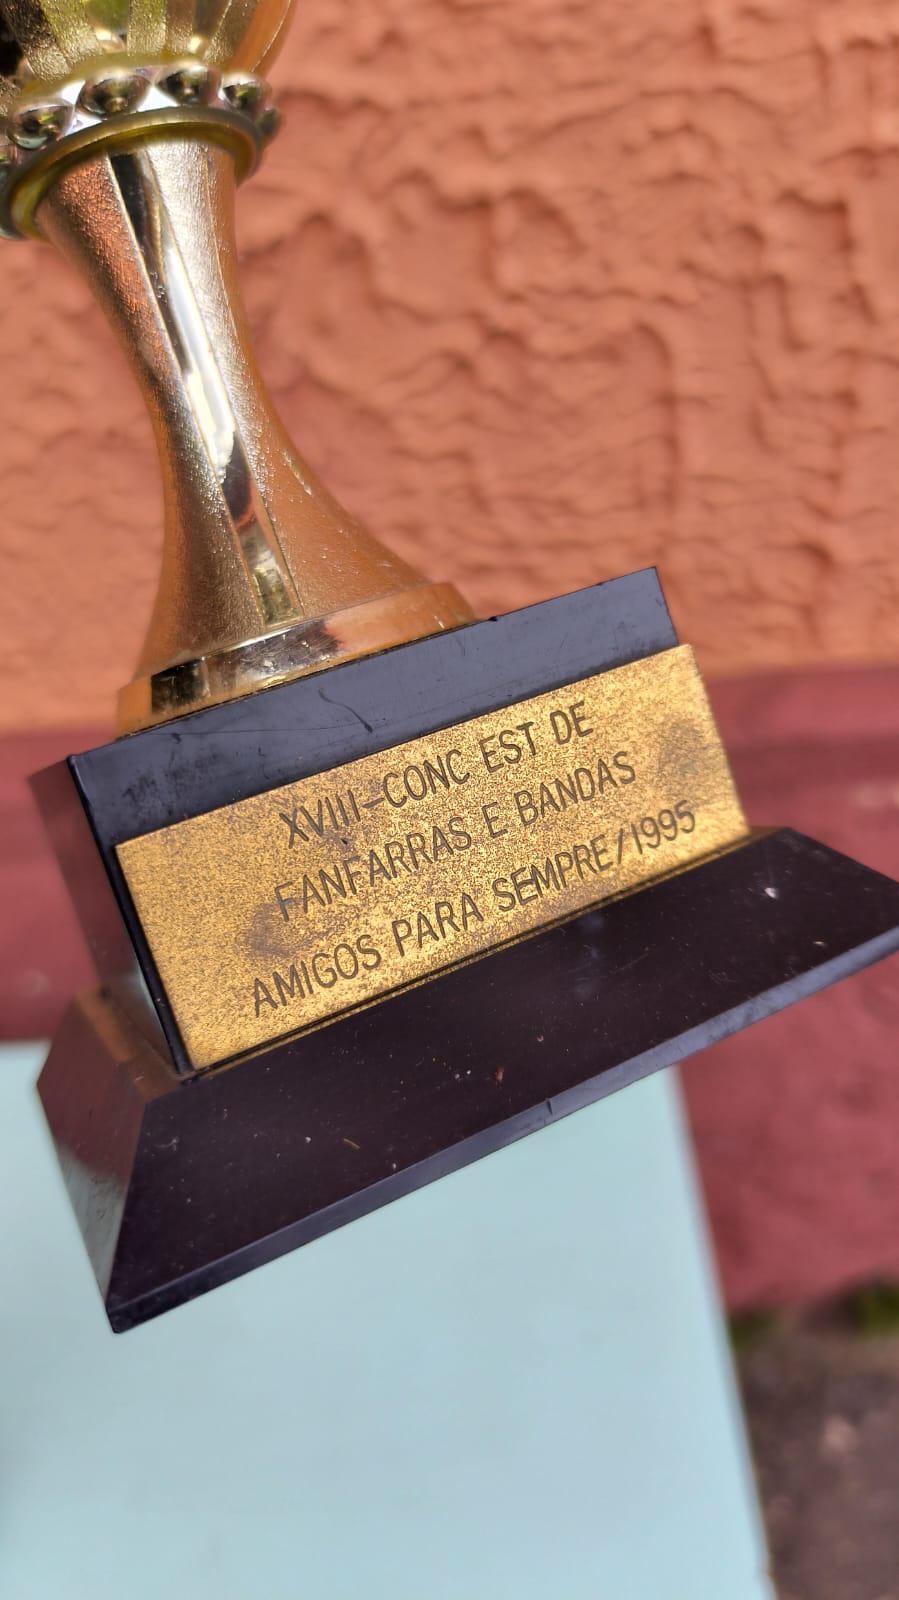 XVIII-CONC EST DE
FANFARRAS E BANDAS
AMIGOS PARA SEMPRE/1995